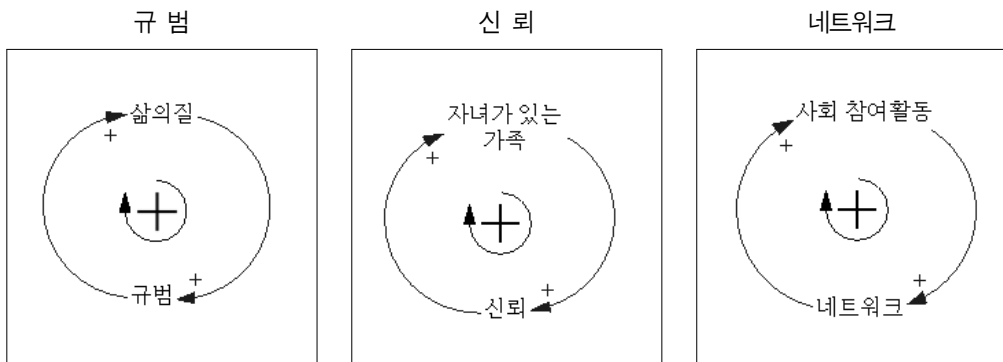 규 범
삶의질
+
+
+
규범
신 뢰
자녀가 있는
가족
+
+
+
신뢰
네트워크
사회 참여활동
+
+
+
네트워크